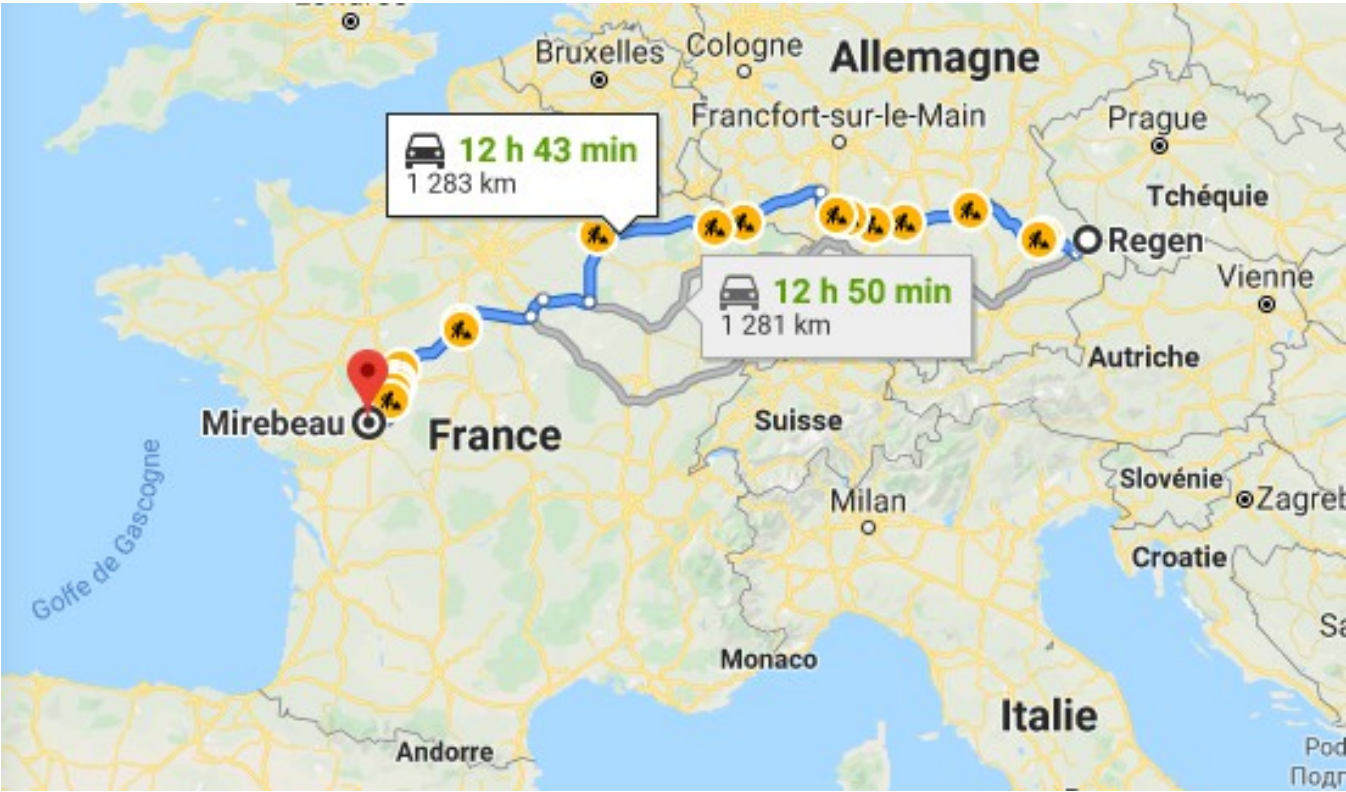 Bruxelles
Cologne
Allemagne
Francfort-sur-le-Main
Prague
12 h 43 min
1 283 km
Tchéquie
Regen
Vienne
12 h 50 min
1 281 km
Autriche
Mirebeau
France
Suisse
Slovénie
Milan
Zagreb
Croatie
Golfe de Gascogne
Monaco
Italie
Andorre